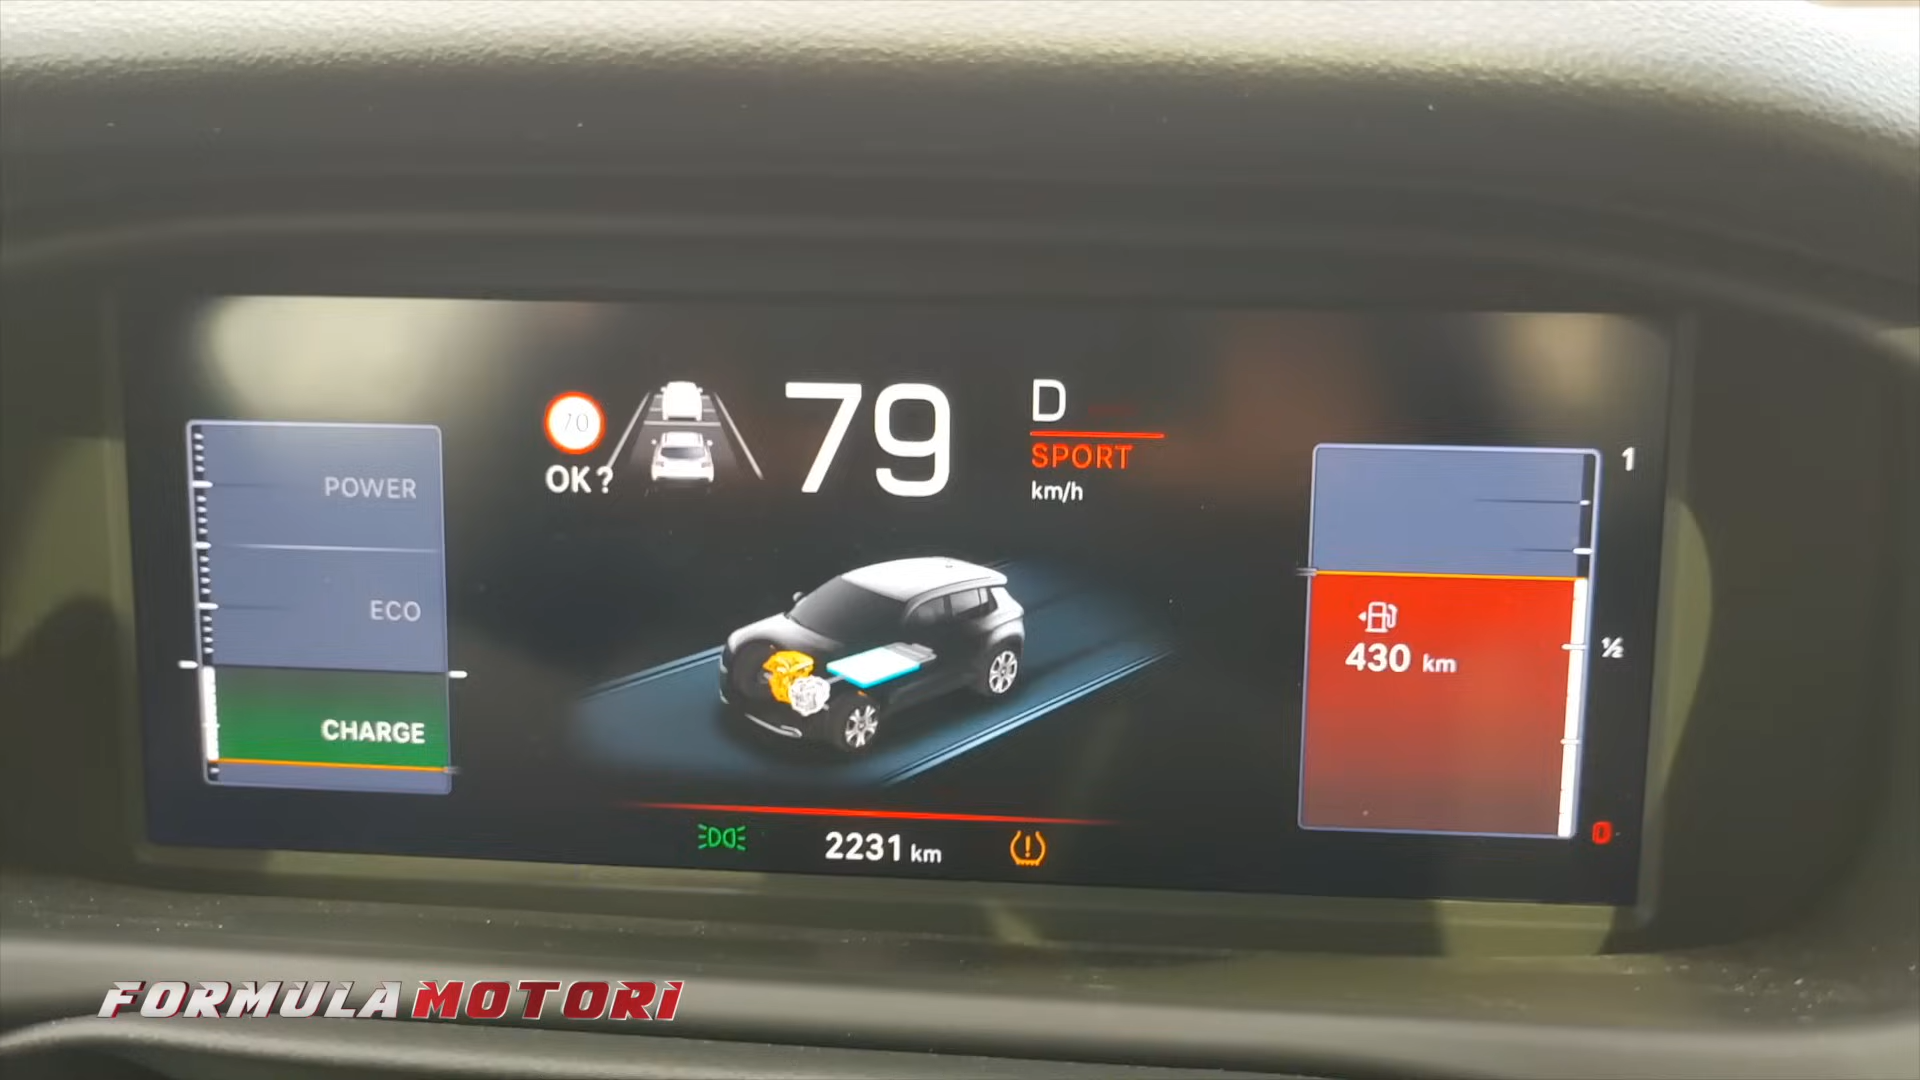 70
OK?
79
D
SPORT
km/h
POWER
ECO
CHARGE
1
½
0
430 km
2231 km
FORMULA MOTORI